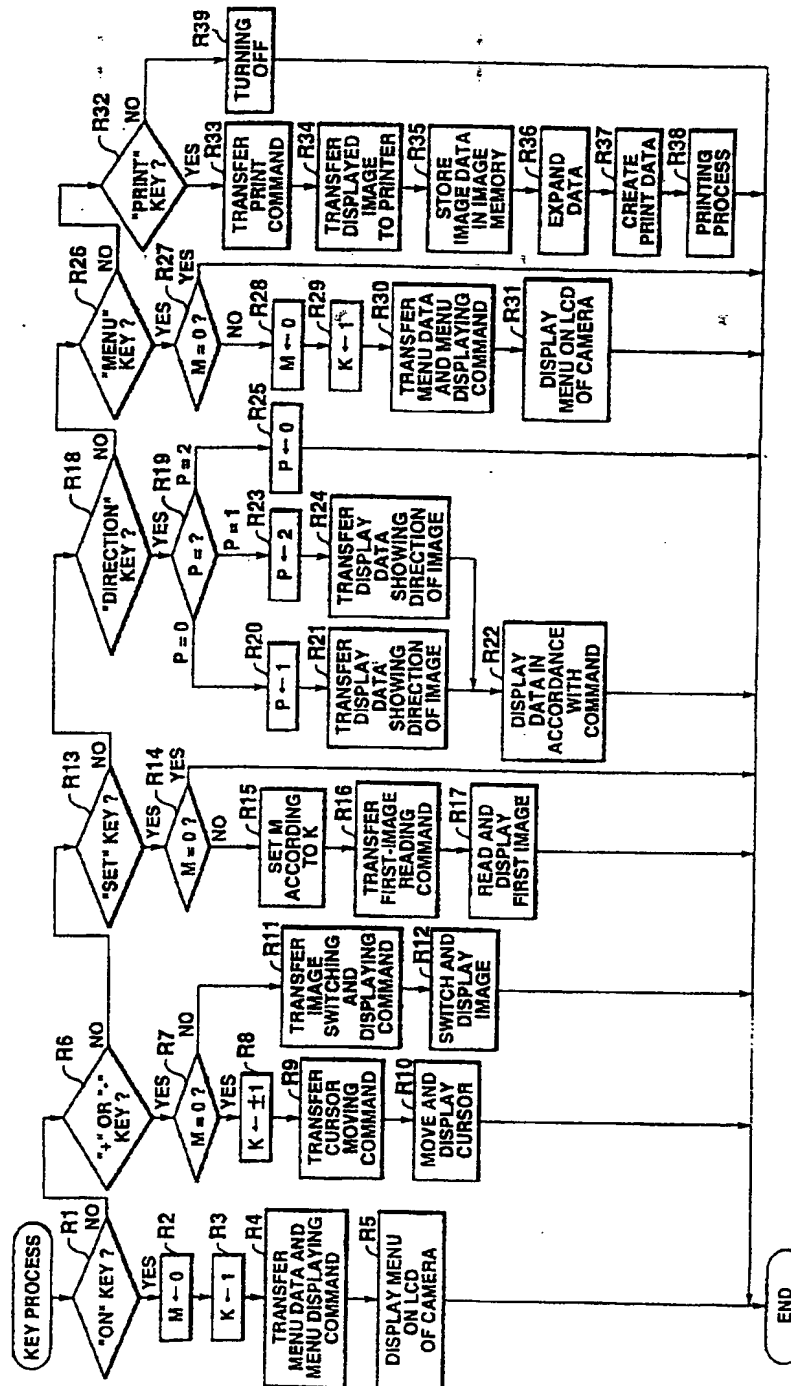 KEY PROCESS
R1
"ON" KEY ?
NO
YES
R2
M ← 0
R3
K ← 1
R4
TRANSFER
MENU DATA AND
MENU DISPLAYING
COMMAND
R5
DISPLAY MENU
ON LCD
OF CAMERA
END
R6
"+" OR "-"
KEY ?
NO
YES
R7
M = 0 ?
NO
YES
R8
K ← ±1
R9
TRANSFER
CURSOR
MOVING
COMMAND
R10
MOVE AND
DISPLAY
CURSOR
R11
TRANSFER
IMAGE
SWITCHING
AND
DISPLAYING
COMMAND
R12
SWITCH AND
DISPLAY
IMAGE
R13
"SET" KEY ?
NO
YES
R14
M = 0 ?
YES
NO
R15
SET M
ACCORDING
TO K
R16
TRANSFER
FIRST-IMAGE
READING
COMMAND
R17
READ AND
DISPLAY
FIRST IMAGE
R18
"DIRECTION"
KEY ?
NO
YES
R19
P = ?
P = 0
P = 1
P = 2
R20
P ← 1
R21
TRANSFER
DISPLAY
DATA'
SHOWING
DIRECTION
OF IMAGE
R22
DISPLAY
DATA IN
ACCORDANCE
WITH
COMMAND
R23
P ← 2
R24
TRANSFER
DISPLAY
DATA
SHOWING
DIRECTION
OF IMAGE
R25
P ← 0
R26
"MENU"
KEY ?
NO
YES
R27
M = 0 ?
YES
NO
R28
M ← 0
R29
K ← 1
R30
TRANSFER
MENU DATA
AND MENU
DISPLAYING
COMMAND
R31
DISPLAY
MENU ON LCD
OF CAMERA
R32
"PRINT"
KEY ?
NO
YES
R33
TRANSFER
PRINT
COMMAND
R34
TRANSFER
DISPLAYED
IMAGE
TO PRINTER
R35
STORE
IMAGE DATA
IN IMAGE
MEMORY
R36
EXPAND
DATA
R37
CREATE
PRINT DATA
R38
PRINTING
PROCESS
R39
TURNING
OFF